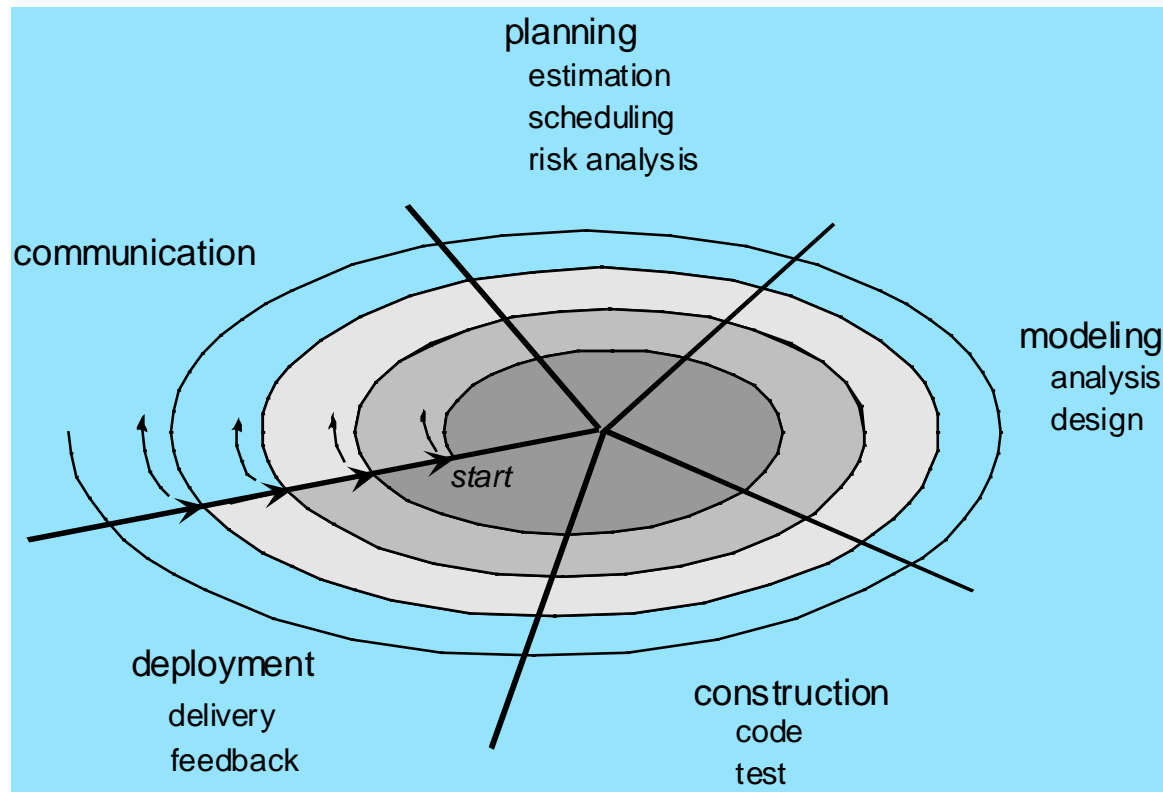 planning
estimation
scheduling
risk analysis
communication
modeling
analysis
design
start
deployment
delivery
feedback
construction
code
test